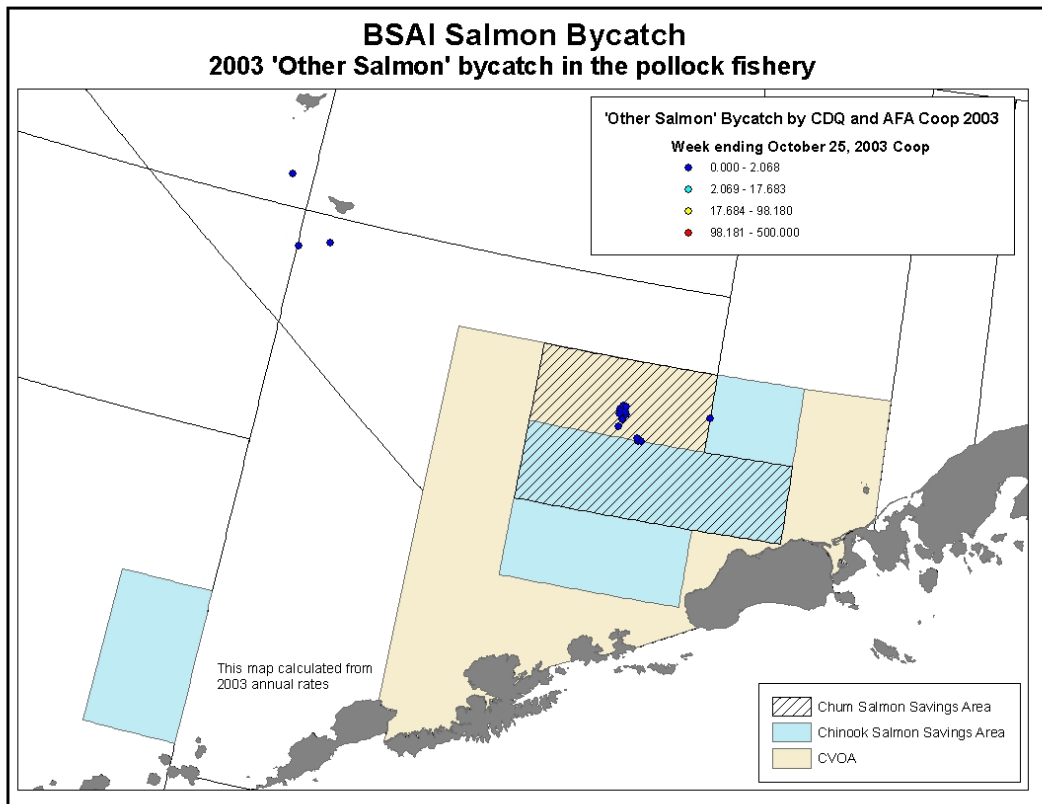 BSAI Salmon Bycatch
2003 'Other Salmon' bycatch in the pollock fishery
'Other Salmon' Bycatch by CDQ and AFA Coop 2003
Week ending October 25, 2003 Coop
0.000 - 2.068
2.069 - 17.683
17.684 - 98.180
98.181 - 500.000
This map calculated from
2003 annual rates
Chum Salmon Savings Area
Chinook Salmon Savings Area
CVOA